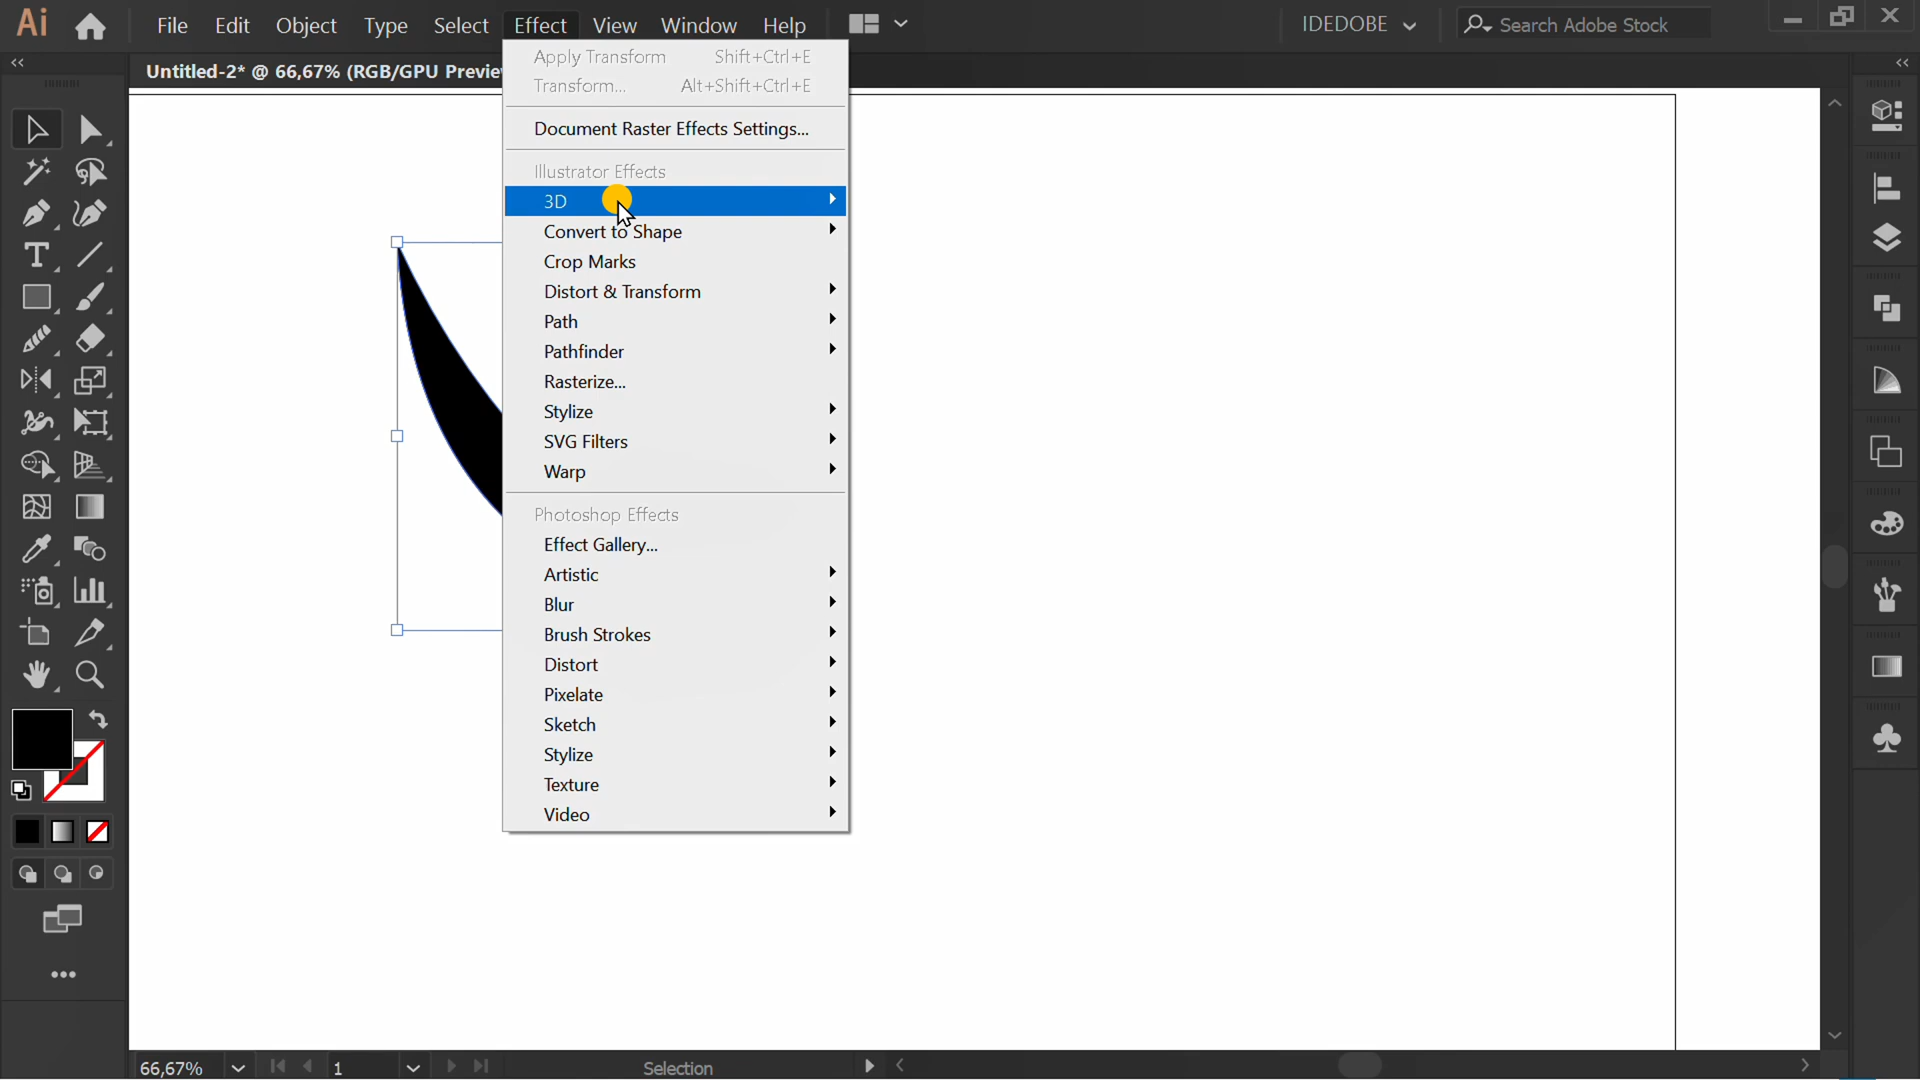 Ai File Edit Object Type Select Effect View Window Help IDEDOBE Search Adobe Stock
Untitled-2* @ 66,67% (RGB/GPU Previe
T
Apply Transform Shift+Ctrl+E
Transform... Alt+Shift+Ctrl+E
Document Raster Effects Settings...
Illustrator Effects
3D
Convert to Shape
Crop Marks
Distort & Transform
Path
Pathfinder
Rasterize...
Stylize
SVG Filters
Warp
Photoshop Effects
Effect Gallery...
Artistic
Blur
Brush Strokes
Distort
Pixelate
Sketch
Stylize
Texture
Video
66,67% 1 Selection